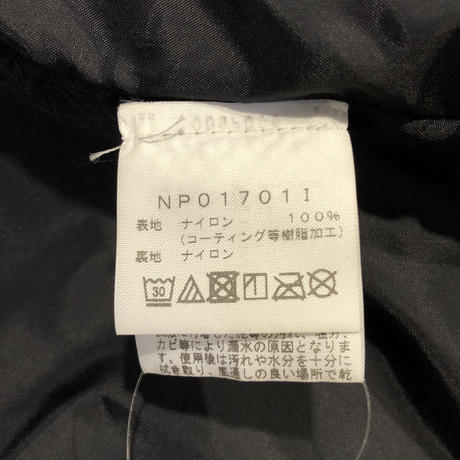 NP01701I
表地 ナイロン 100%
(コーティング等樹脂加工)
裏地 ナイロン
30
カビ等により漏水の原因となりま
す。使用後は汚れや水分を十分に
拭き取り、風通しの良い場所で乾